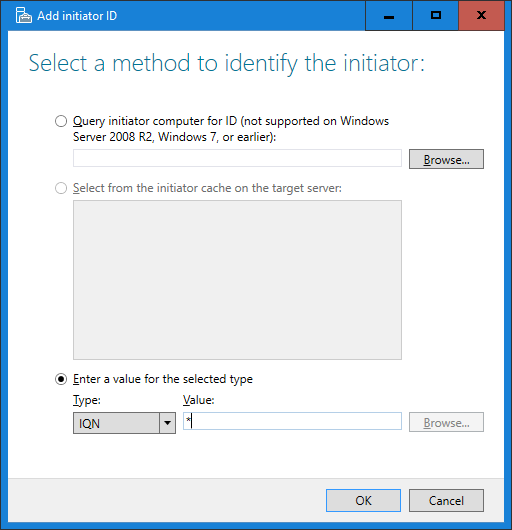 Add initiator ID
Select a method to identify the initiator:
Query initiator computer for ID (not supported on Windows
Server 2008 R2, Windows 7, or earlier):
Browse...
Select from the initiator cache on the target server:
Enter a value for the selected type
Type: Value:
IQN * Browse...
OK Cancel